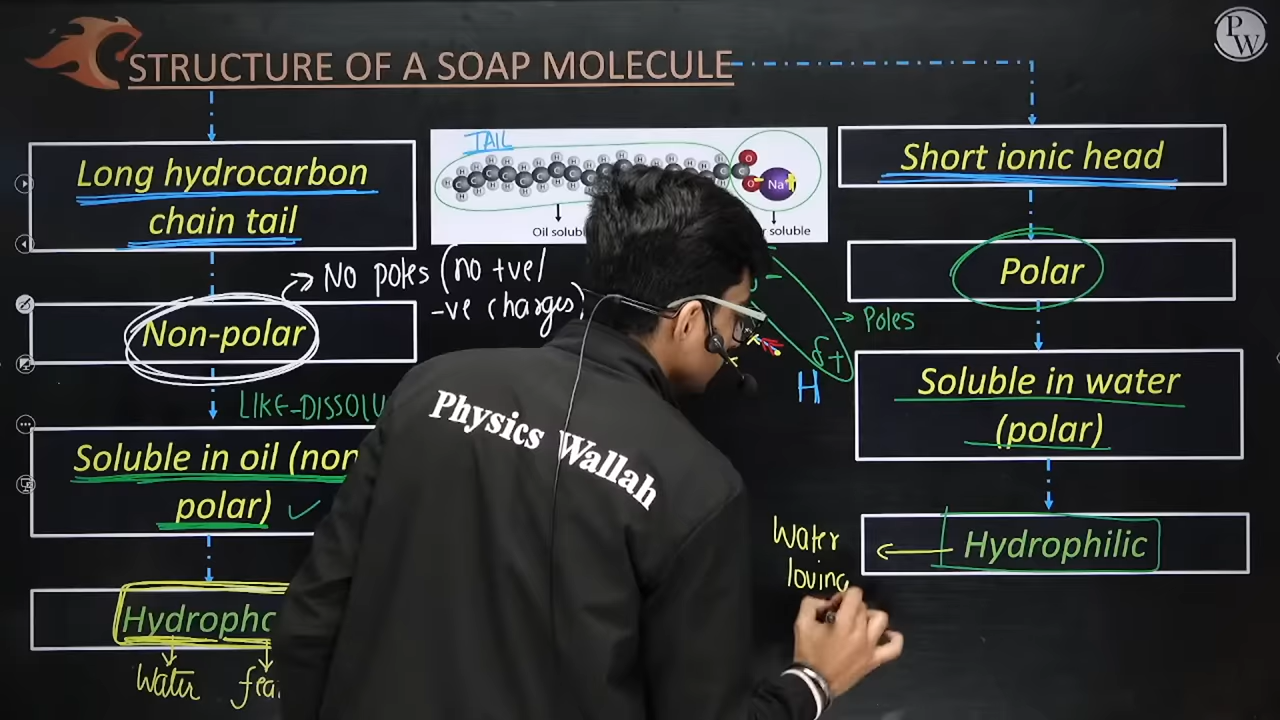 STRUCTURE OF A SOAP MOLECULE
PW
Long hydrocarbon
chain tail
Non-polar
No poles (no +ve/
-ve charges)
LIKE-DISSOLV
Soluble in oil (non
polar)
Hydropho
Water
fea
TAIL
Na
Oil solubl
r soluble
Poles
δ+
H
Short ionic head
Polar
Soluble in water
(polar)
Hydrophilic
Water
loving
Physics Wallah